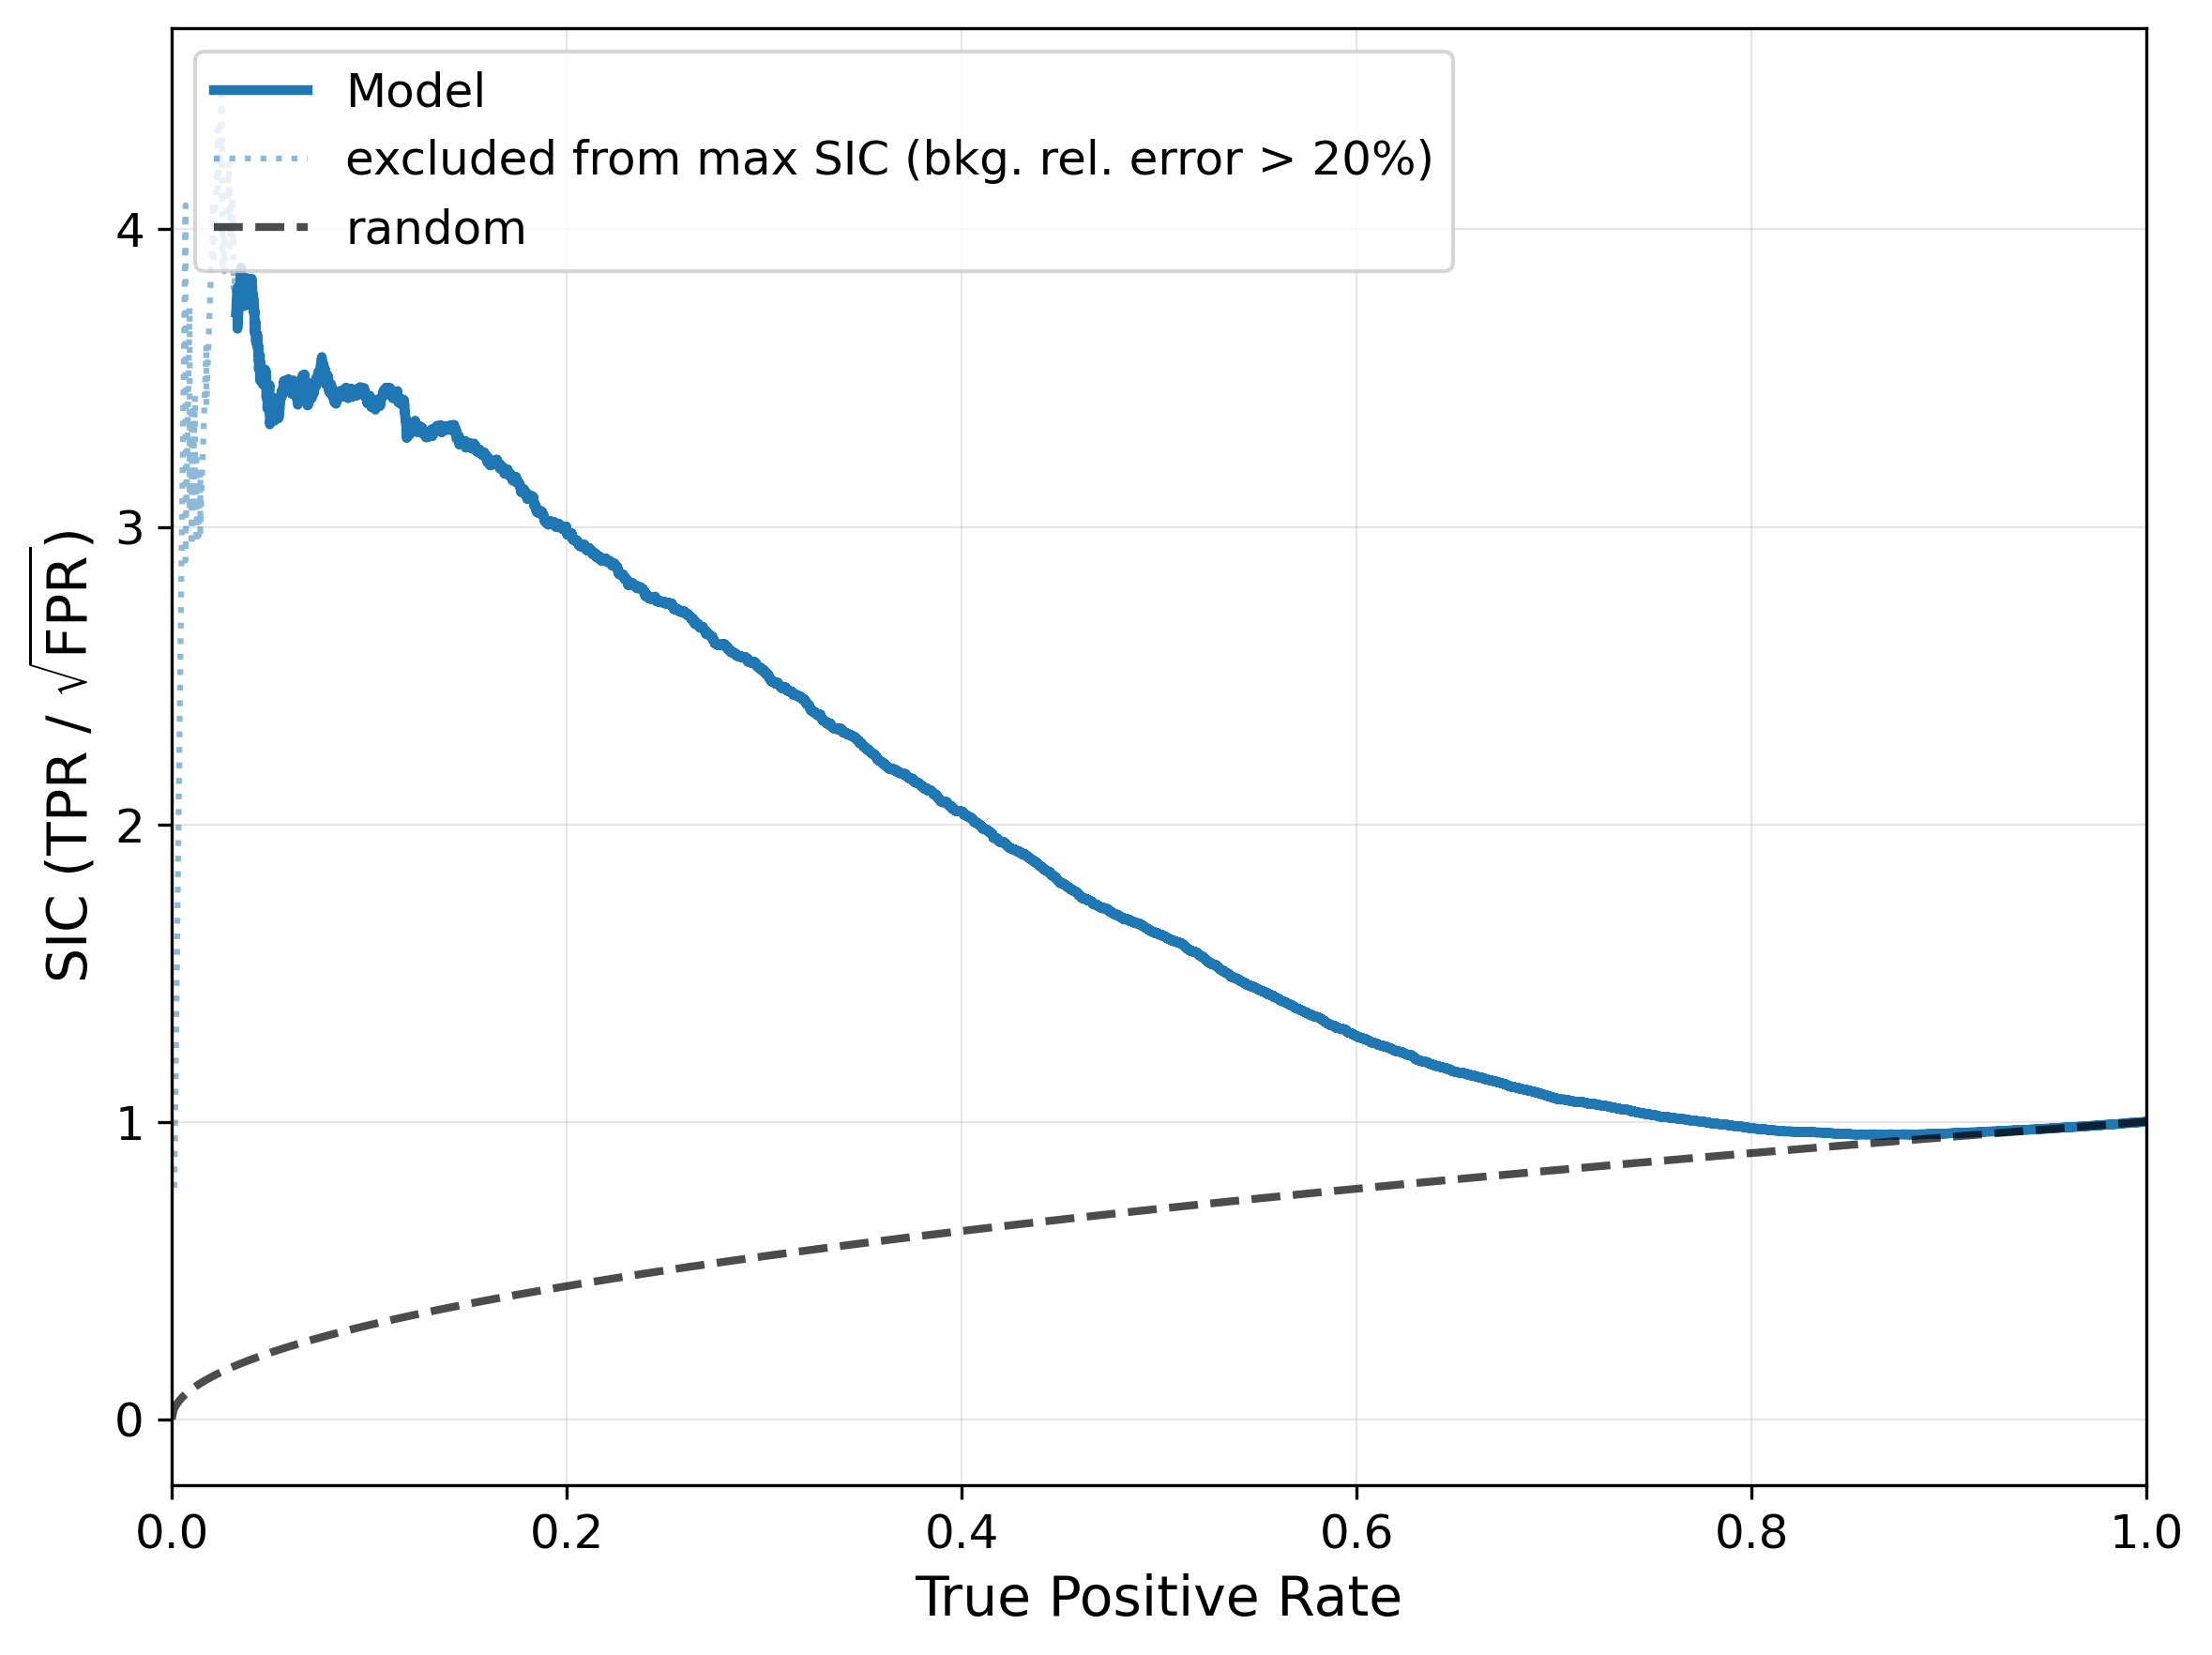 Model
excluded from max SIC (bkg. rel. error > 20%)
random
SIC (TPR / √FPR)
4
3
2
1
0
0.0 0.2 0.4 0.6 0.8 1.0
True Positive Rate